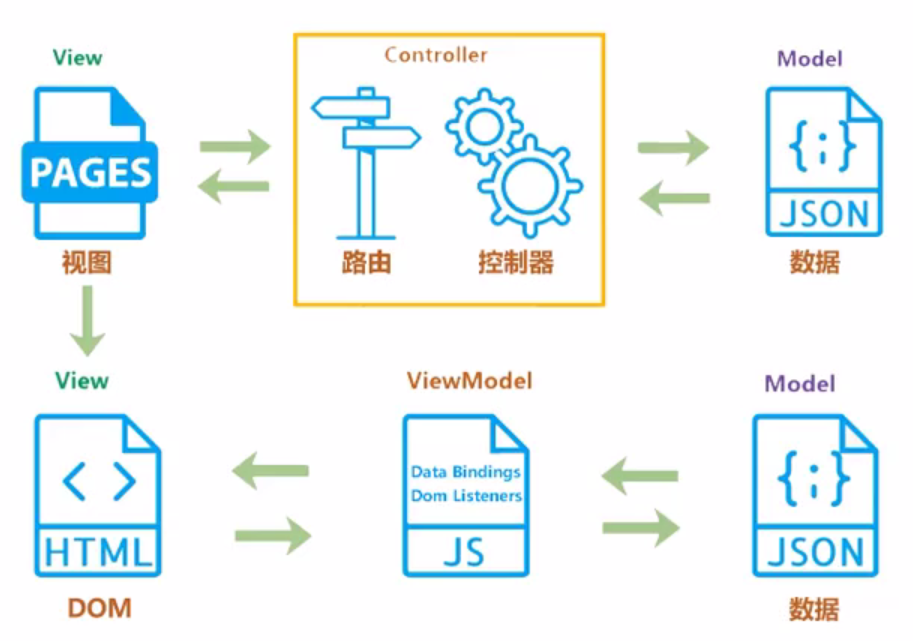 View
Controller
Model
PAGES
{;}
JSON
视图
路由
控制器
数据
View
ViewModel
Model
< >
Data Bindings
Dom Listeners
{;}
HTML
JS
JSON
DOM
数据